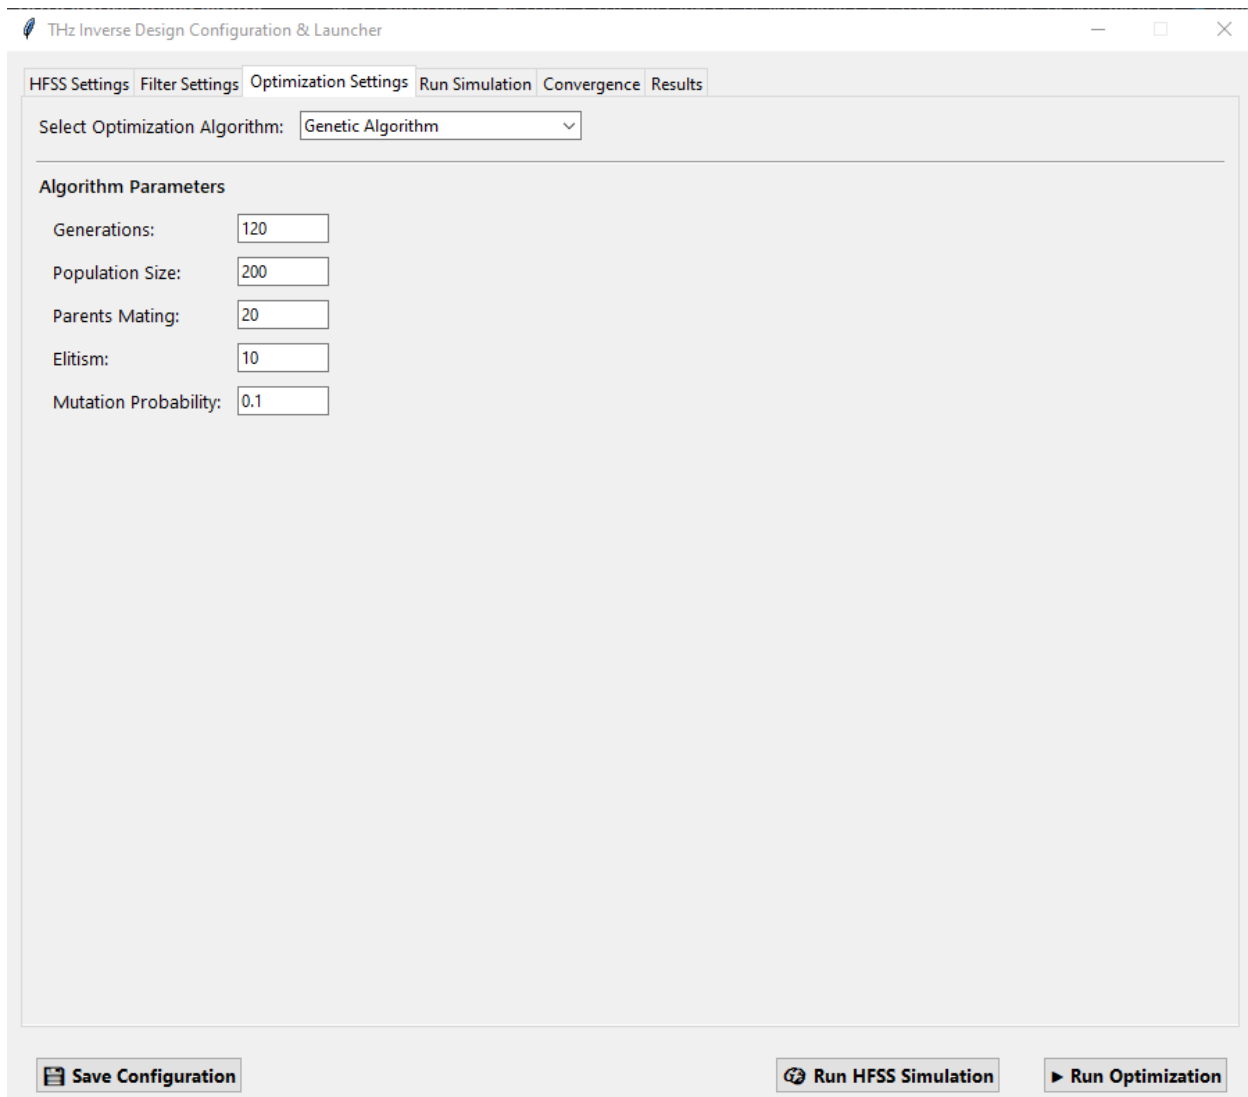 THz Inverse Design Configuration & Launcher
HFSS Settings Filter Settings Optimization Settings Run Simulation Convergence Results
Select Optimization Algorithm: Genetic Algorithm
Algorithm Parameters
Generations: 120
Population Size: 200
Parents Mating: 20
Elitism: 10
Mutation Probability: 0.1
Save Configuration Run HFSS Simulation Run Optimization